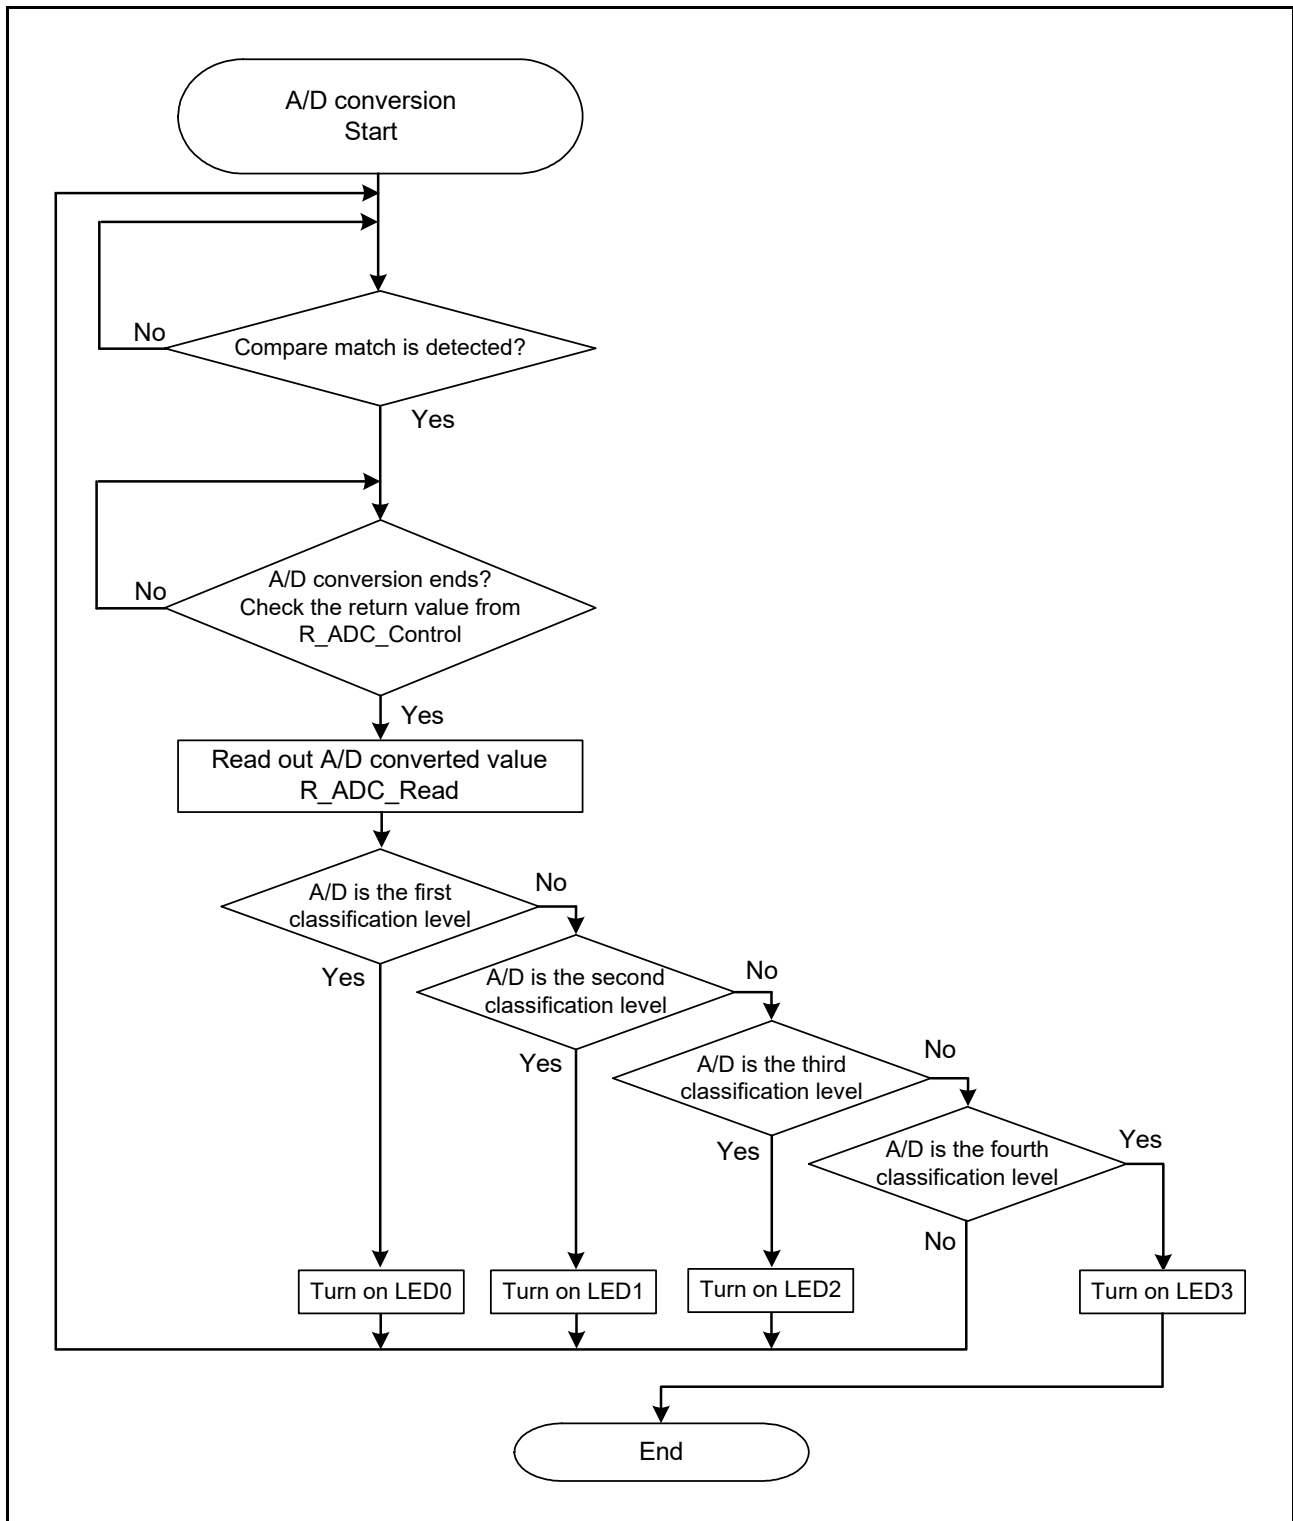 A/D conversion
Start
No
Compare match is detected?
Yes
No
A/D conversion ends?
Check the return value from
R_ADC_Control
Yes
Read out A/D converted value
R_ADC_Read
A/D is the first
classification level
No
Yes
A/D is the second
classification level
No
Yes
A/D is the third
classification level
No
Yes
A/D is the fourth
classification level
Yes
No
Turn on LED0
Turn on LED1
Turn on LED2
Turn on LED3
End